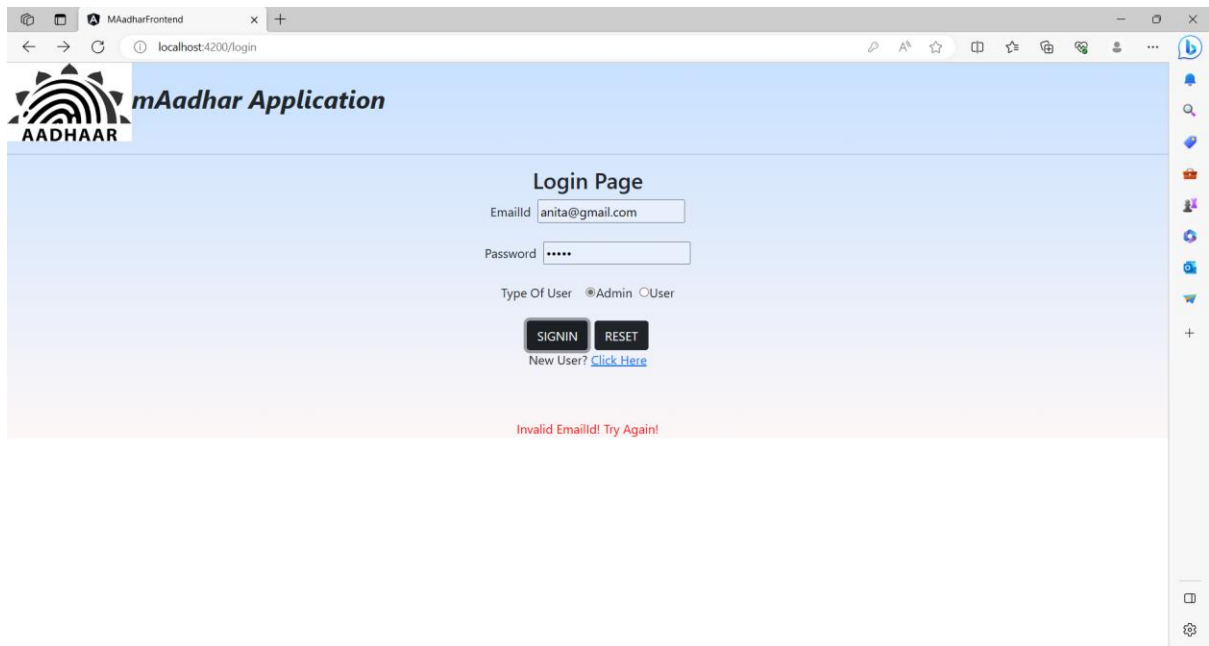 MAadharFrontend
localhost:4200/login
AADHAAR
mAadhar Application
Login Page
EmailId anita@gmail.com
Password •••••
Type Of User Admin User
SIGNIN RESET
New User? Click Here
Invalid EmailId! Try Again!